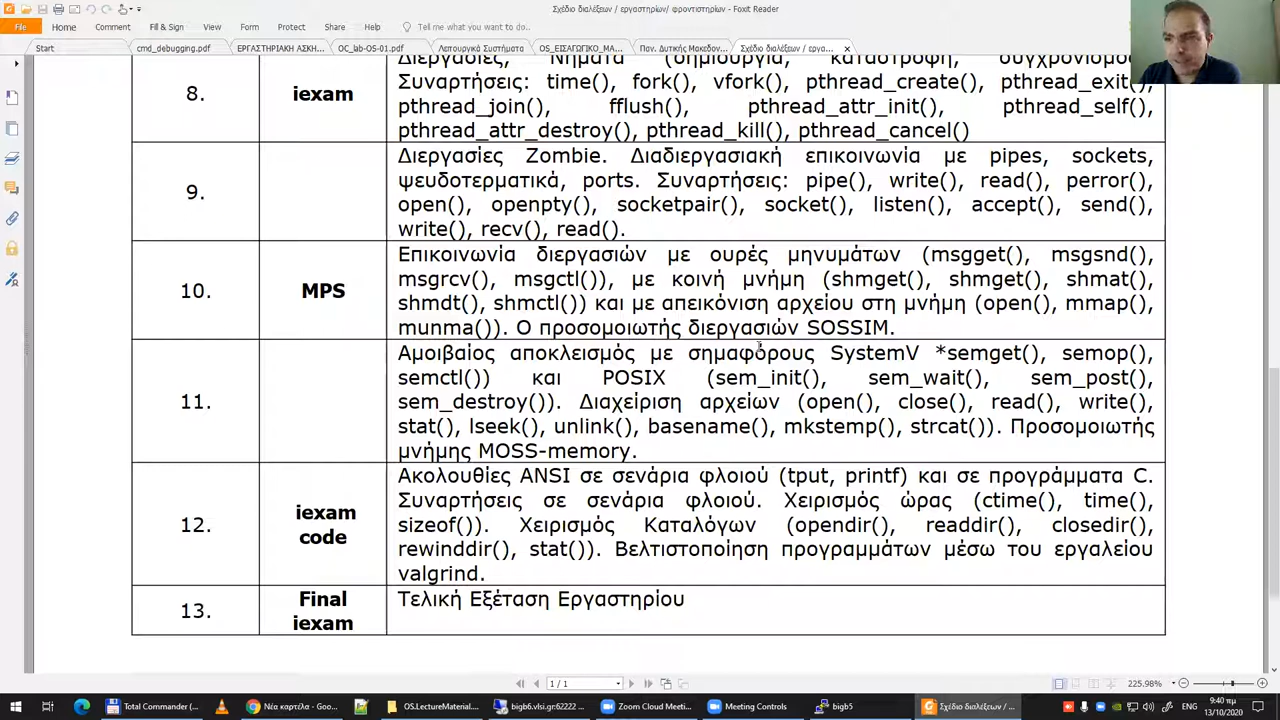 Σχέδιο διαλέξεων / εργαστηρίων/ φροντιστηρίων - Foxit Reader
File Home Comment Fill & Sign View Form Protect Share Help Tell me what you want to do...
Start cmd_debugging.pdf ΕΡΓΑΣΤΗΡΙΑΚΗ ΑΣΚΗ... OC_lab-OS-01.pdf Λειτουργικά Συστήματα OS_ΕΙΣΑΓΩΓΙΚΟ_ΜΑ... Παν. Δυτικής Μακεδον... Σχέδιο διαλέξεων / εργα...
8.
iexam
Διεργασίες, Νήματα (δημιουργία, καταστροφή, συγχρονισμός
Συναρτήσεις: time(), fork(), vfork(), pthread_create(), pthread_exit(
pthread_join(), fflush(), pthread_attr_init(), pthread_self(),
pthread_attr_destroy(), pthread_kill(), pthread_cancel()
9.
Διεργασίες Zombie. Διαδιεργασιακή επικοινωνία με pipes, sockets,
ψευδοτερματικά, ports. Συναρτήσεις: pipe(), write(), read(), perror(),
open(), openpty(), socketpair(), socket(), listen(), accept(), send(),
write(), recv(), read().
10.
MPS
Επικοινωνία διεργασιών με ουρές μηνυμάτων (msgget(), msgsnd(),
msgrcv(), msgctl()), με κοινή μνήμη (shmget(), shmget(), shmat(),
shmdt(), shmctl()) και με απεικόνιση αρχείου στη μνήμη (open(), mmap(),
munma()). Ο προσομοιωτής διεργασιών SOSSIM.
11.
Αμοιβαίος αποκλεισμός με σημαφόρους SystemV *semget(), semop(),
semctl()) και POSIX (sem_init(), sem_wait(), sem_post(),
sem_destroy()). Διαχείριση αρχείων (open(), close(), read(), write(),
stat(), lseek(), unlink(), basename(), mkstemp(), strcat()). Προσομοιωτής
μνήμης MOSS-memory.
12.
iexam
code
Ακολουθίες ANSI σε σενάρια φλοιού (tput, printf) και σε προγράμματα C.
Συναρτήσεις σε σενάρια φλοιού. Χειρισμός ώρας (ctime(), time(),
sizeof()). Χειρισμός Καταλόγων (opendir(), readdir(), closedir(),
rewinddir(), stat()). Βελτιστοποίηση προγραμμάτων μέσω του εργαλείου
valgrind.
13.
Final
iexam
Τελική Εξέταση Εργαστηρίου
1 / 1
225.98%
Total Commander (... Νέα καρτέλα - Goo... OS.LectureMaterial... bigb6.vlsi.gr:62222 ... Zoom Cloud Meeti... Meeting Controls bigb5 Σχέδιο διαλέξεων / ...
9:40 πμ
13/10/2020